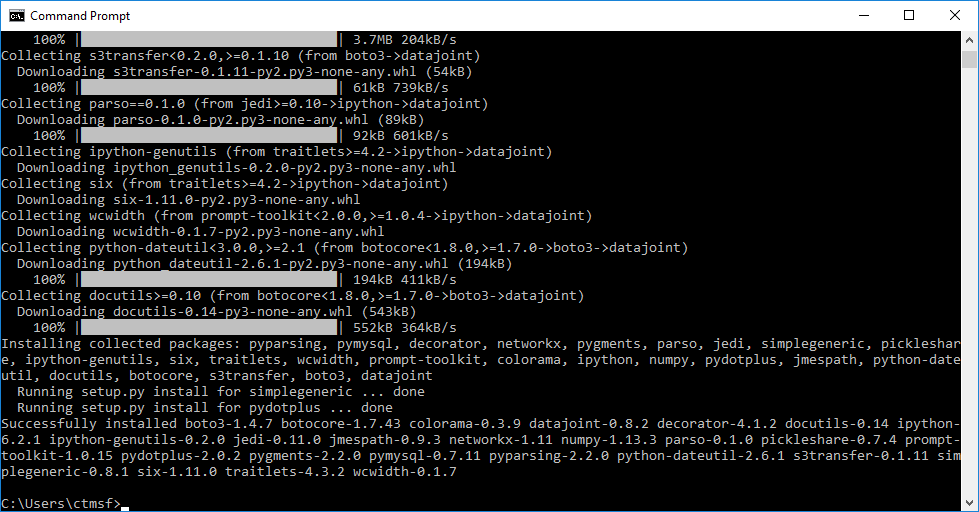 Command Prompt
100% |████████████████████████████████| 3.7MB 204kB/s
Collecting s3transfer<0.2.0,>=0.1.10 (from boto3->datajoint)
  Downloading s3transfer-0.1.11-py2.py3-none-any.whl (54kB)
    100% |████████████████████████████████| 61kB 739kB/s
Collecting parso==0.1.0 (from jedi>=0.10->ipython->datajoint)
  Downloading parso-0.1.0-py2.py3-none-any.whl (89kB)
    100% |████████████████████████████████| 92kB 601kB/s
Collecting ipython-genutils (from traitlets>=4.2->ipython->datajoint)
  Downloading ipython_genutils-0.2.0-py2.py3-none-any.whl
Collecting six (from traitlets>=4.2->ipython->datajoint)
  Downloading six-1.11.0-py2.py3-none-any.whl
Collecting wcwidth (from prompt-toolkit<2.0.0,>=1.0.4->ipython->datajoint)
  Downloading wcwidth-0.1.7-py2.py3-none-any.whl
Collecting python-dateutil<3.0.0,>=2.1 (from botocore<1.8.0,>=1.7.0->boto3->datajoint)
  Downloading python_dateutil-2.6.1-py2.py3-none-any.whl (194kB)
    100% |████████████████████████████████| 194kB 411kB/s
Collecting docutils>=0.10 (from botocore<1.8.0,>=1.7.0->boto3->datajoint)
  Downloading docutils-0.14-py3-none-any.whl (543kB)
    100% |████████████████████████████████| 552kB 364kB/s
Installing collected packages: pyparsing, pymysql, decorator, networkx, pygments, parso, jedi, simplegeneric, pickleshar
e, ipython-genutils, six, traitlets, wcwidth, prompt-toolkit, colorama, ipython, numpy, pydotplus, jmespath, python-date
util, docutils, botocore, s3transfer, boto3, datajoint
  Running setup.py install for simplegeneric ... done
  Running setup.py install for pydotplus ... done
Successfully installed boto3-1.4.7 botocore-1.7.43 colorama-0.3.9 datajoint-0.8.2 decorator-4.1.2 docutils-0.14 ipython-
6.2.1 ipython-genutils-0.2.0 jedi-0.11.0 jmespath-0.9.3 networkx-1.11 numpy-1.13.3 parso-0.1.0 pickleshare-0.7.4 prompt-
toolkit-1.0.15 pydotplus-2.0.2 pygments-2.2.0 pymysql-0.7.11 pyparsing-2.2.0 python-dateutil-2.6.1 s3transfer-0.1.11 sim
plegeneric-0.8.1 six-1.11.0 traitlets-4.3.2 wcwidth-0.1.7
C:\Users\ctmsf>